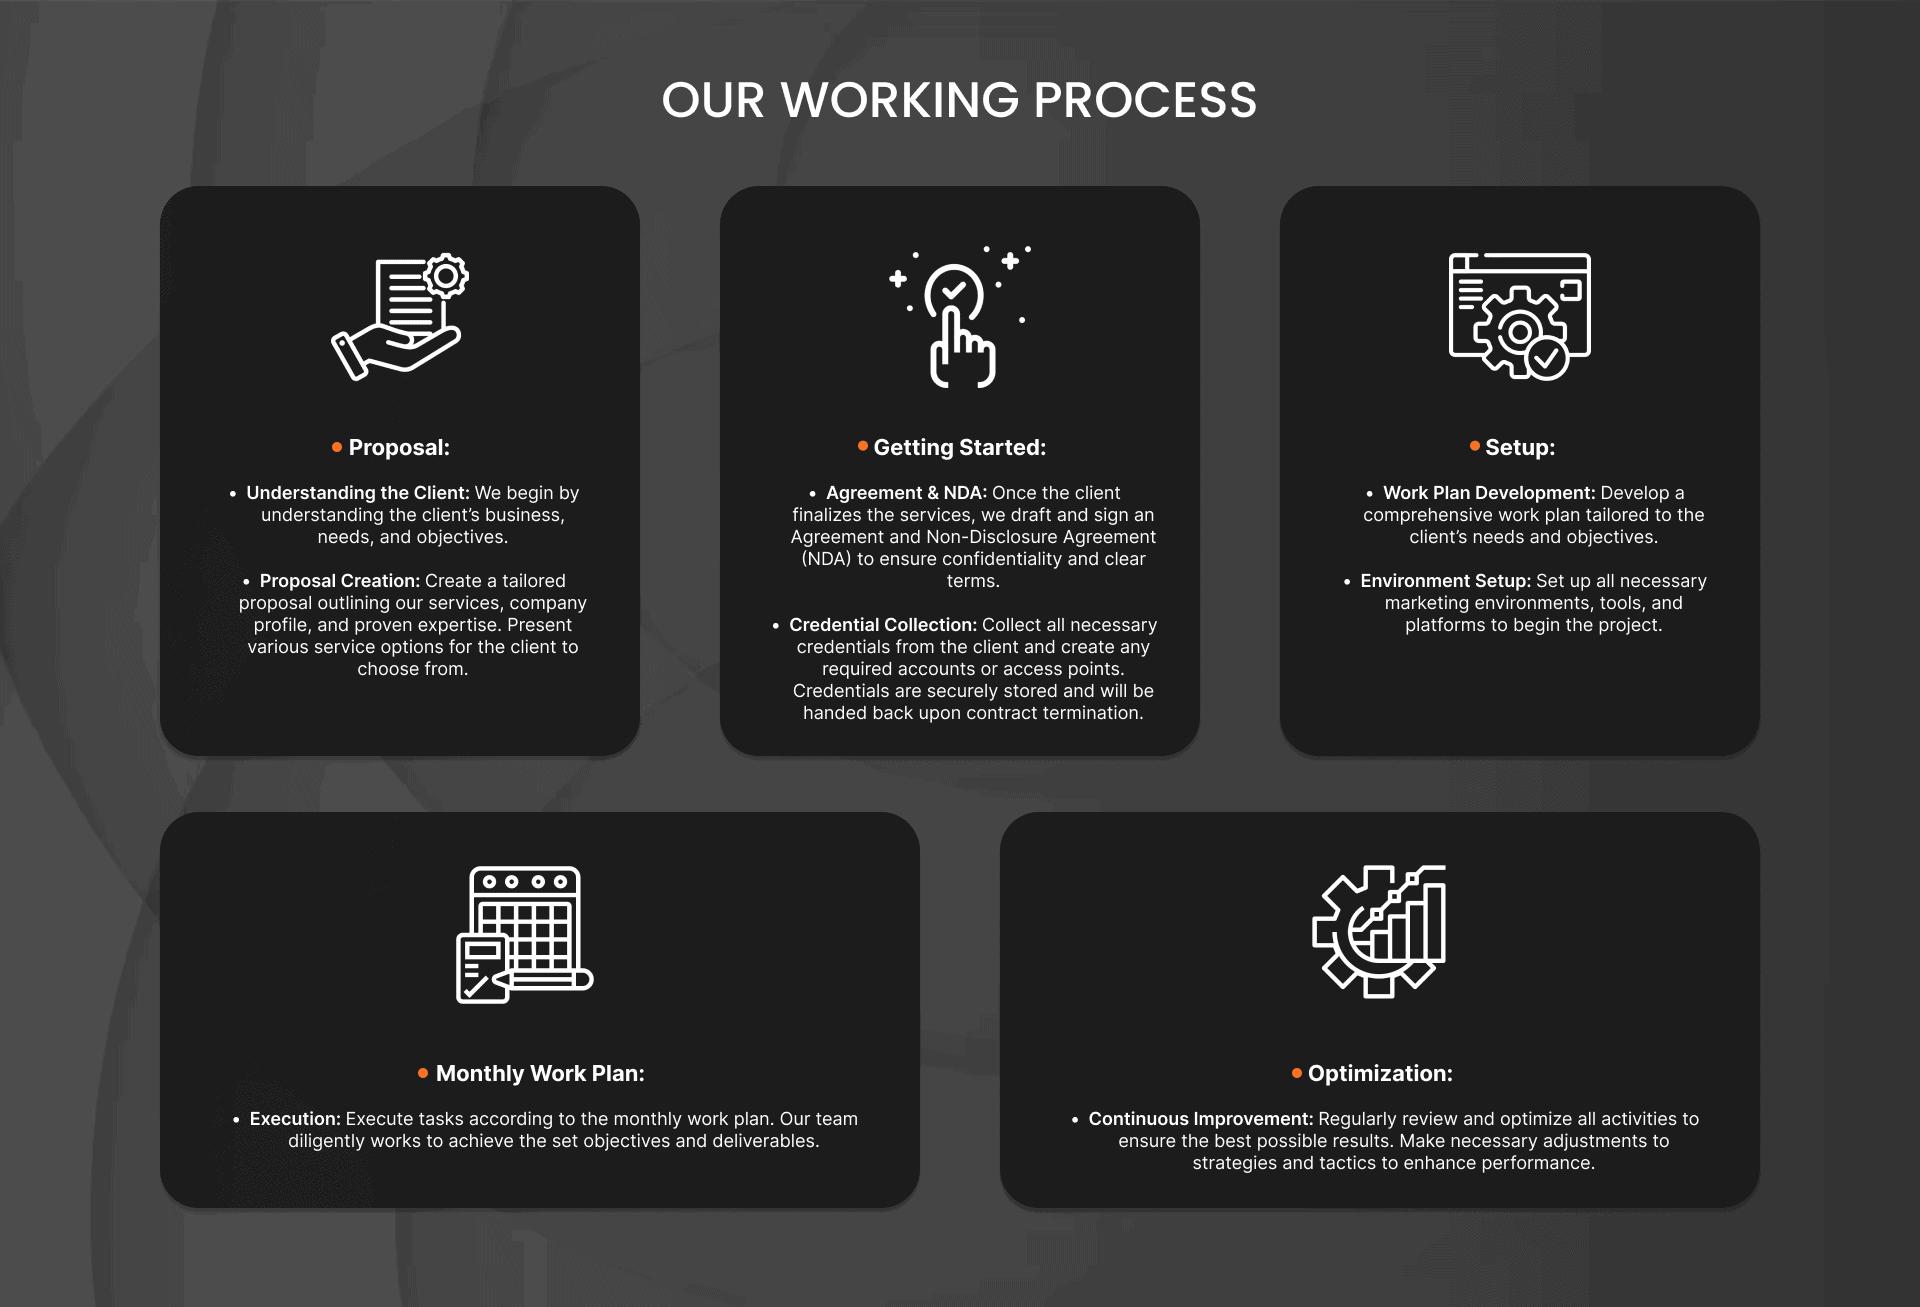 OUR WORKING PROCESS
Proposal:
• Understanding the Client: We begin by
understanding the client’s business,
needs, and objectives.
• Proposal Creation: Create a tailored
proposal outlining our services, company
profile, and proven expertise. Present
various service options for the client to
choose from.
Getting Started:
• Agreement & NDA: Once the client
finalizes the services, we draft and sign an
Agreement and Non-Disclosure Agreement
(NDA) to ensure confidentiality and clear
terms.
• Credential Collection: Collect all necessary
credentials from the client and create any
required accounts or access points.
Credentials are securely stored and will be
handed back upon contract termination.
Setup:
• Work Plan Development: Develop a
comprehensive work plan tailored to the
client’s needs and objectives.
• Environment Setup: Set up all necessary
marketing environments, tools, and
platforms to begin the project.
Monthly Work Plan:
• Execution: Execute tasks according to the monthly work plan. Our team
diligently works to achieve the set objectives and deliverables.
Optimization:
• Continuous Improvement: Regularly review and optimize all activities to
ensure the best possible results. Make necessary adjustments to
strategies and tactics to enhance performance.